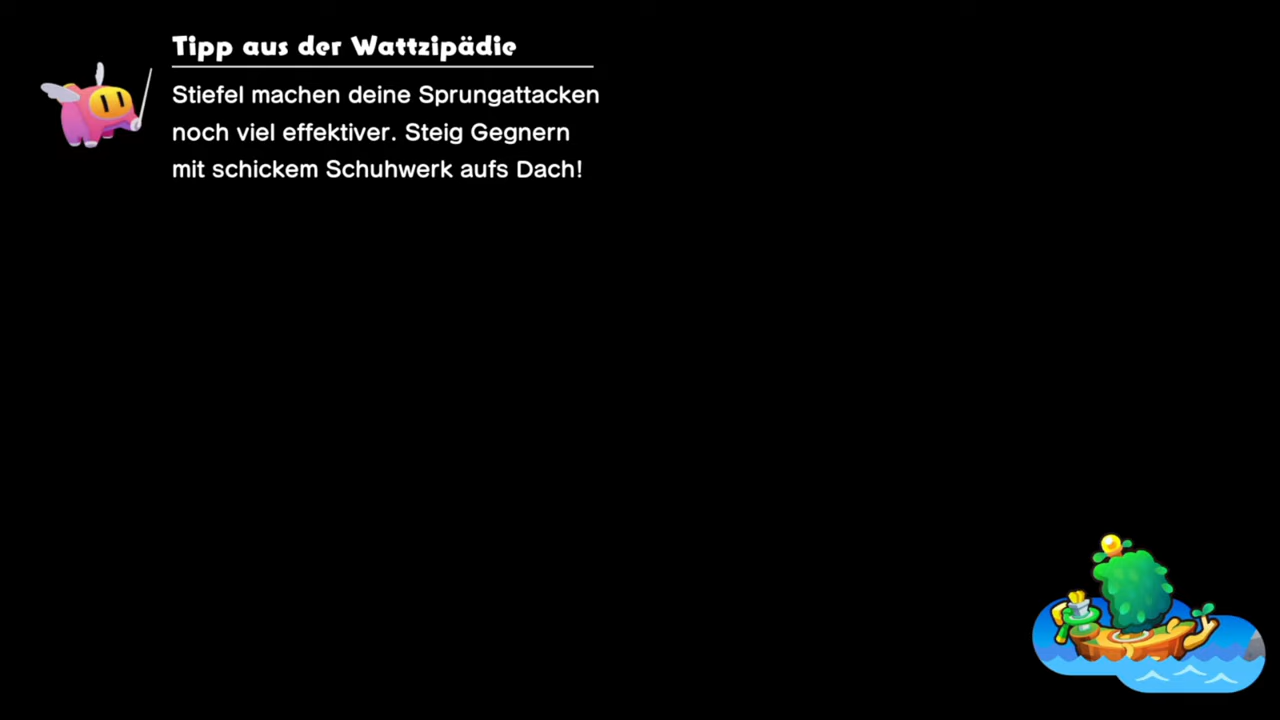 Tipp aus der Wattzipädie
Stiefel machen deine Sprungattacken
noch viel effektiver. Steig Gegnern
mit schickem Schuhwerk aufs Dach!